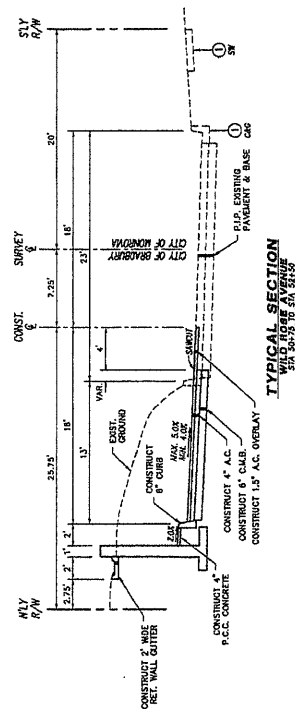 N'LY
R/W
CONST.
℄
SURVEY
℄
S'LY
R/W
25.75'
7.25'
20'
2.75'
2'
1'
2'
18'
18'
13'
VAR.
4'
23'
CITY OF BRADBURY
CITY OF MONROVIA
EXIST.
GROUND
CONSTRUCT
8" CURB
2.0%
MAX. 5.0%
MIN. 4.0%
SAWCUT
1
C&G
1
SW
CONSTRUCT 2' WIDE
RET. WALL GUTTER
CONSTRUCT 4"
P.C.C. CONCRETE
CONSTRUCT 4" A.C.
CONSTRUCT 6" C.M.B.
CONSTRUCT 1.5" A.C. OVERLAY
P.I.P. EXISTING
PAVEMENT & BASE
TYPICAL SECTION
WILD ROSE AVENUE